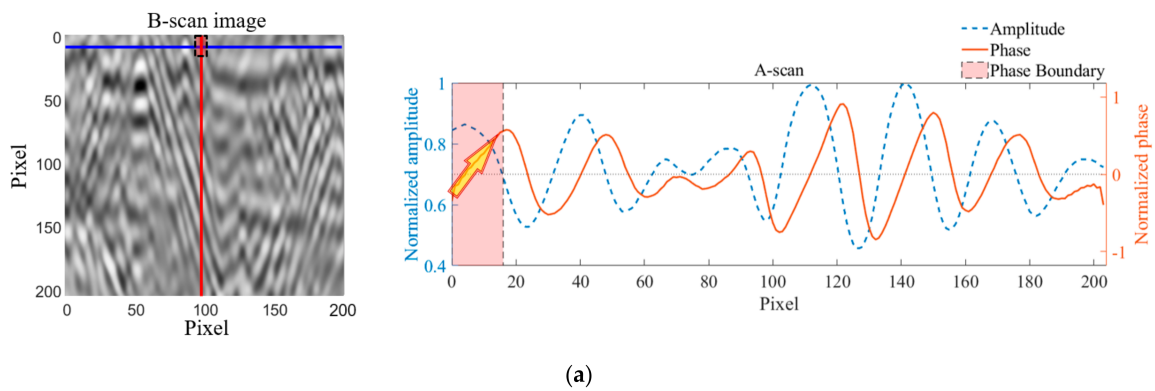 B-scan image
0
50
100
150
200
Pixel
0 50 100 150 200
Pixel
Amplitude
Phase
Phase Boundary
A-scan
1
0.8
0.6
0.4
Normalized amplitude
1
0
-1
Normalized phase
0 20 40 60 80 100 120 140 160 180 200
Pixel
(a)